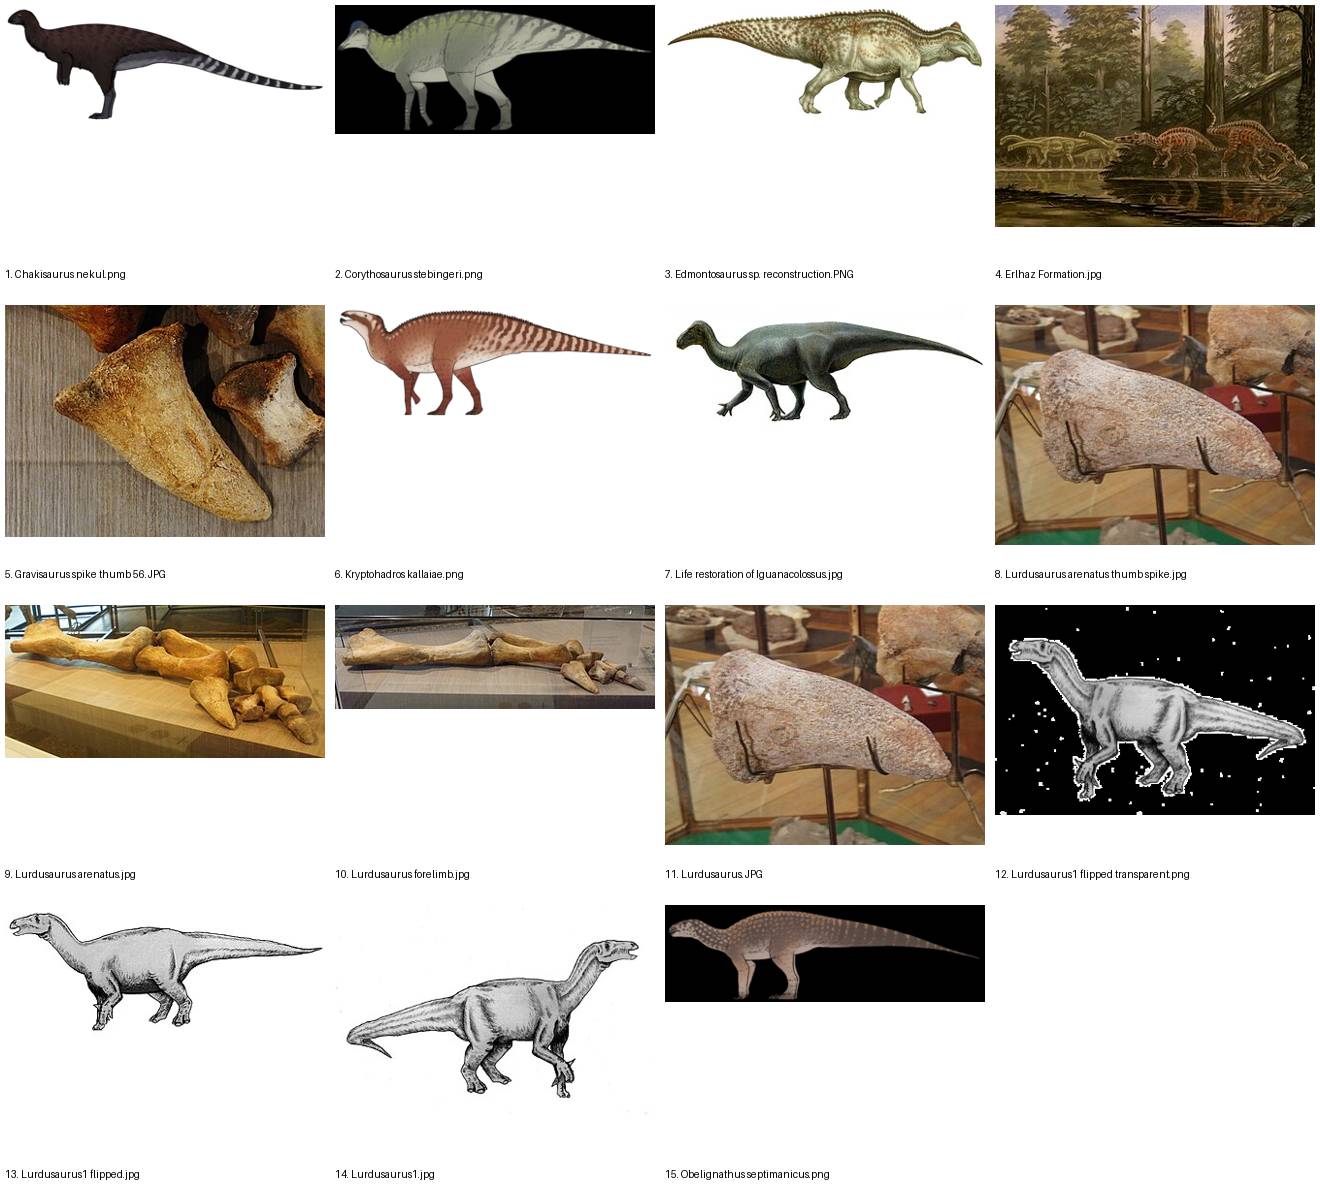 1. Chakisaurus nekul.png
2. Corythosaurus stebingeri.png
3. Edmontosaurus sp. reconstruction.PNG
4. Erlhaz Formation.jpg
5. Gravisaurus spike thumb 56.JPG
6. Kryptohadros kallaiae.png
7. Life restoration of Iguanacolossus.jpg
8. Lurdusaurus arenatus thumb spike.jpg
9. Lurdusaurus arenatus.jpg
10. Lurdusaurus forelimb.jpg
11. Lurdusaurus.JPG
12. Lurdusaurus1 flipped transparent.png
13. Lurdusaurus1 flipped.jpg
14. Lurdusaurus1.jpg
15. Obelignathus septimanicus.png